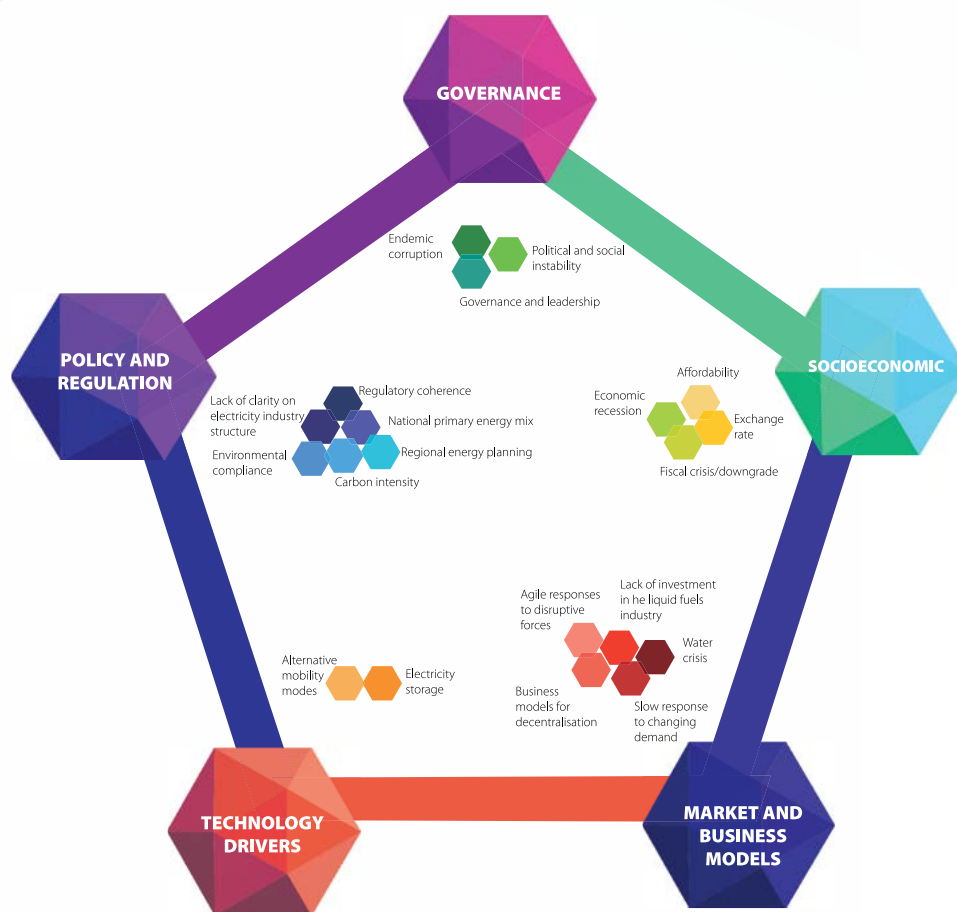 GOVERNANCE
Endemic
corruption
Political and social
instability
Governance and leadership
POLICY AND
REGULATION
SOCIOECONOMIC
Lack of clarity on
electricity industry
structure
Regulatory coherence
National primary energy mix
Environmental
compliance
Regional energy planning
Carbon intensity
Affordability
Economic
recession
Exchange
rate
Fiscal crisis/downgrade
Agile responses
to disruptive
forces
Lack of investment
in he liquid fuels
industry
Water
crisis
Business
models for
decentralisation
Slow response
to changing
demand
Alternative
mobility
modes
Electricity
storage
TECHNOLOGY
DRIVERS
MARKET AND
BUSINESS
MODELS